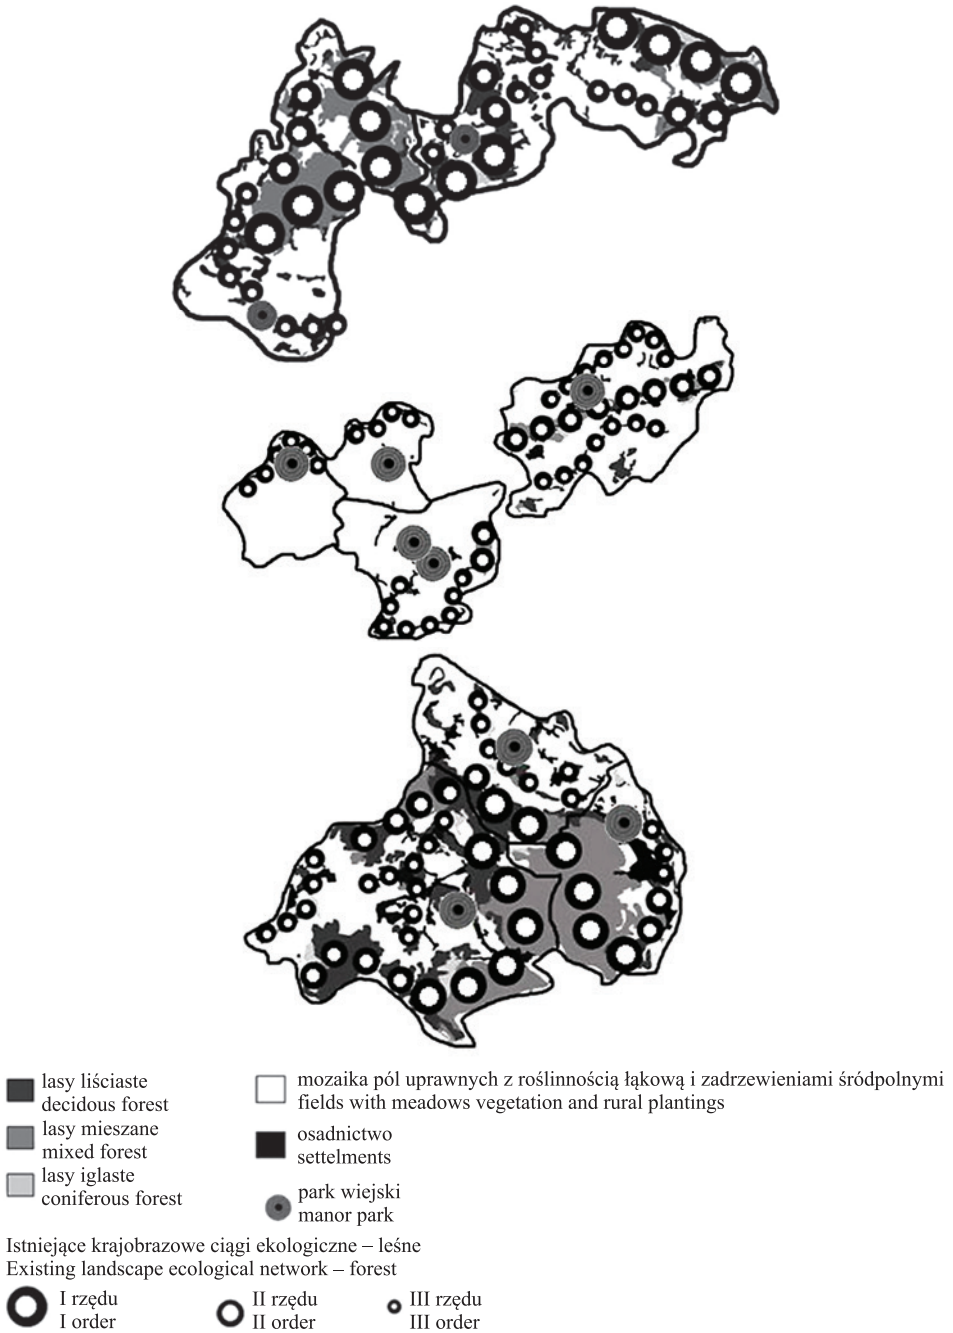 lasy liściaste
decidous forest
lasy mieszane
mixed forest
lasy iglaste
coniferous forest
mozaika pól uprawnych z roślinnością łąkową i zadrzewieniami śródpolnymi
fields with meadows vegetation and rural plantings
osadnictwo
settelments
park wiejski
manor park
Istniejące krajobrazowe ciągi ekologiczne – leśne
Existing landscape ecological network – forest
I rzędu
I order
II rzędu
II order
III rzędu
III order